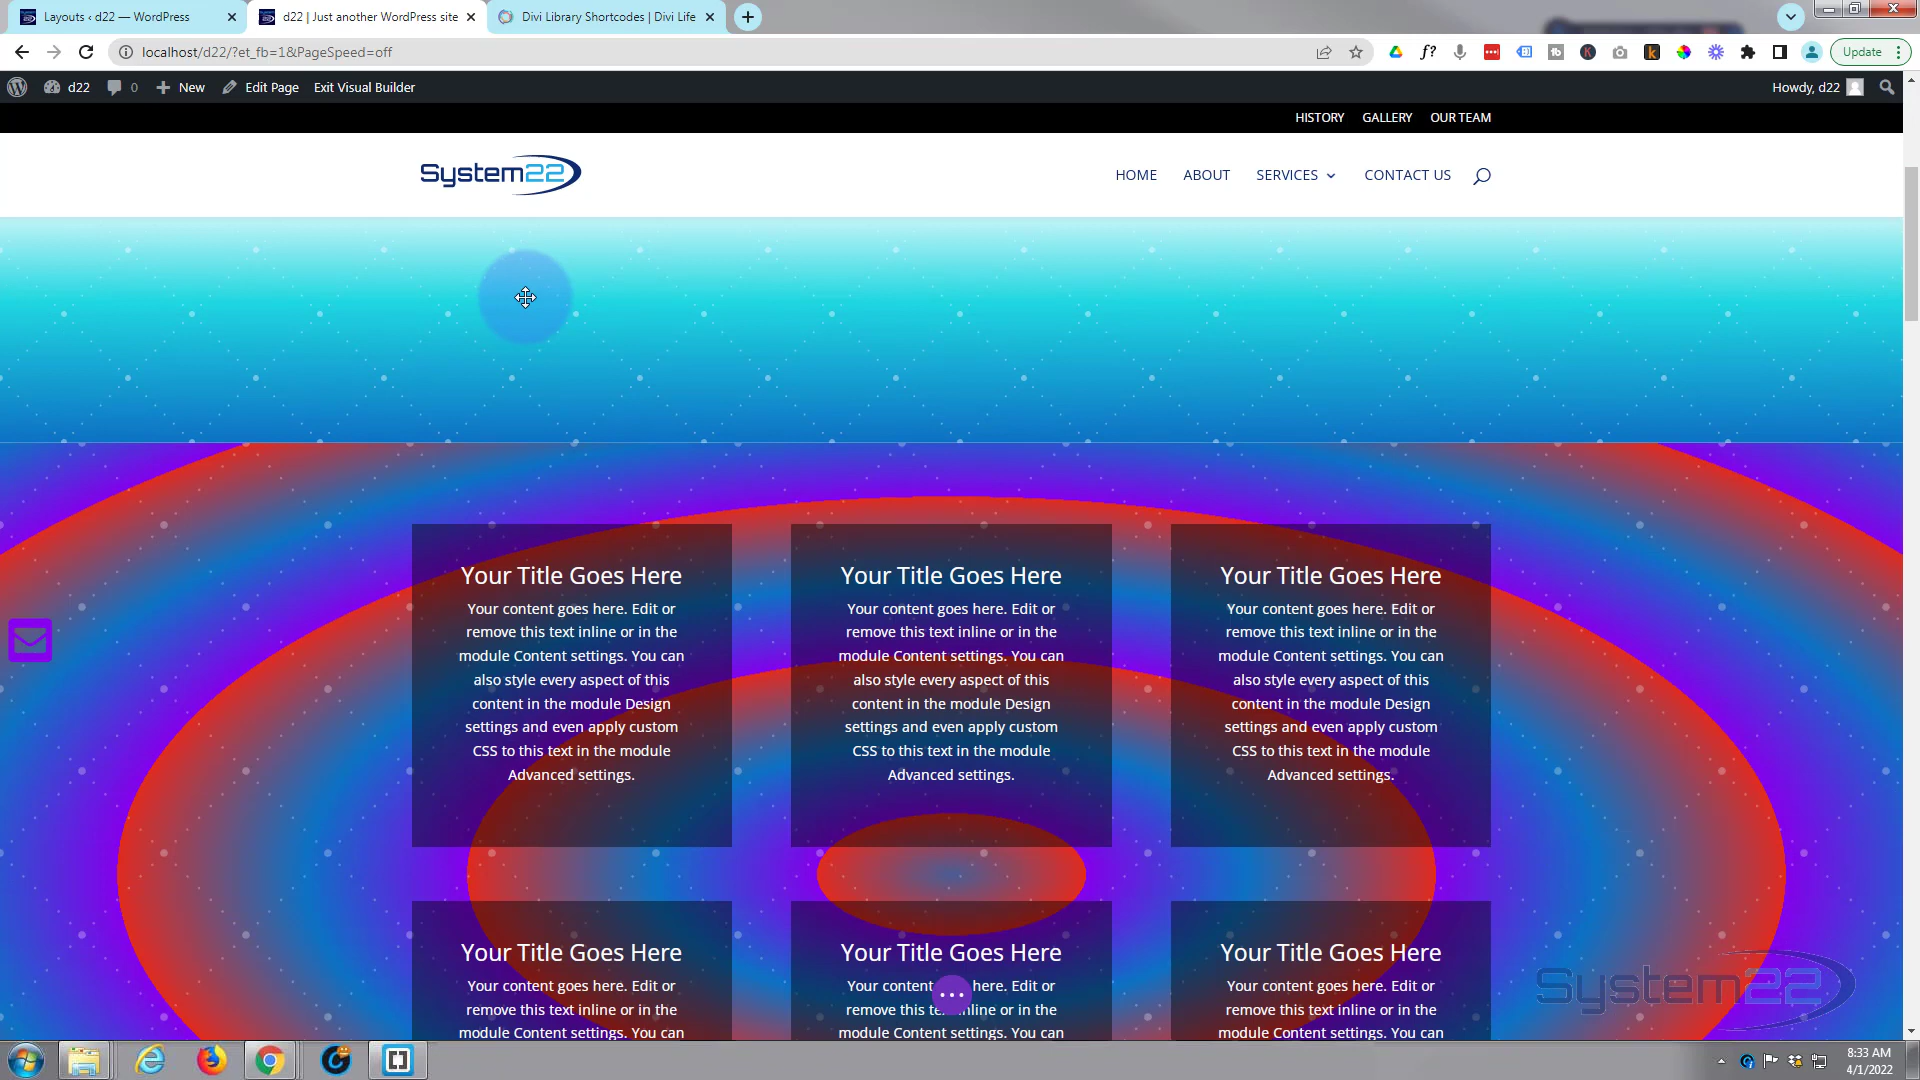 Layouts ‹ d22 — WordPress
d22 | Just another WordPress site
Divi Library Shortcodes | Divi Life
localhost/d22/?et_fb=1&PageSpeed=off
Update
d22
0
New
Edit Page
Exit Visual Builder
Howdy, d22
HISTORY
GALLERY
OUR TEAM
System22
HOME
ABOUT
SERVICES
CONTACT US
Your Title Goes Here
Your content goes here. Edit or
remove this text inline or in the
module Content settings. You can
also style every aspect of this
content in the module Design
settings and even apply custom
CSS to this text in the module
Advanced settings.
Your Title Goes Here
Your content goes here. Edit or
remove this text inline or in the
module Content settings. You can
also style every aspect of this
content in the module Design
settings and even apply custom
CSS to this text in the module
Advanced settings.
Your Title Goes Here
Your content goes here. Edit or
remove this text inline or in the
module Content settings. You can
also style every aspect of this
content in the module Design
settings and even apply custom
CSS to this text in the module
Advanced settings.
Your Title Goes Here
Your content goes here. Edit or
remove this text inline or in the
module Content settings. You can
Your Title Goes Here
Your content here. Edit or
remove this inline or in the
module Content settings. You can
Your Title Goes Here
Your content goes here. Edit or
remove this text inline or in the
module Content settings. You can
System22
8:33 AM
4/1/2022